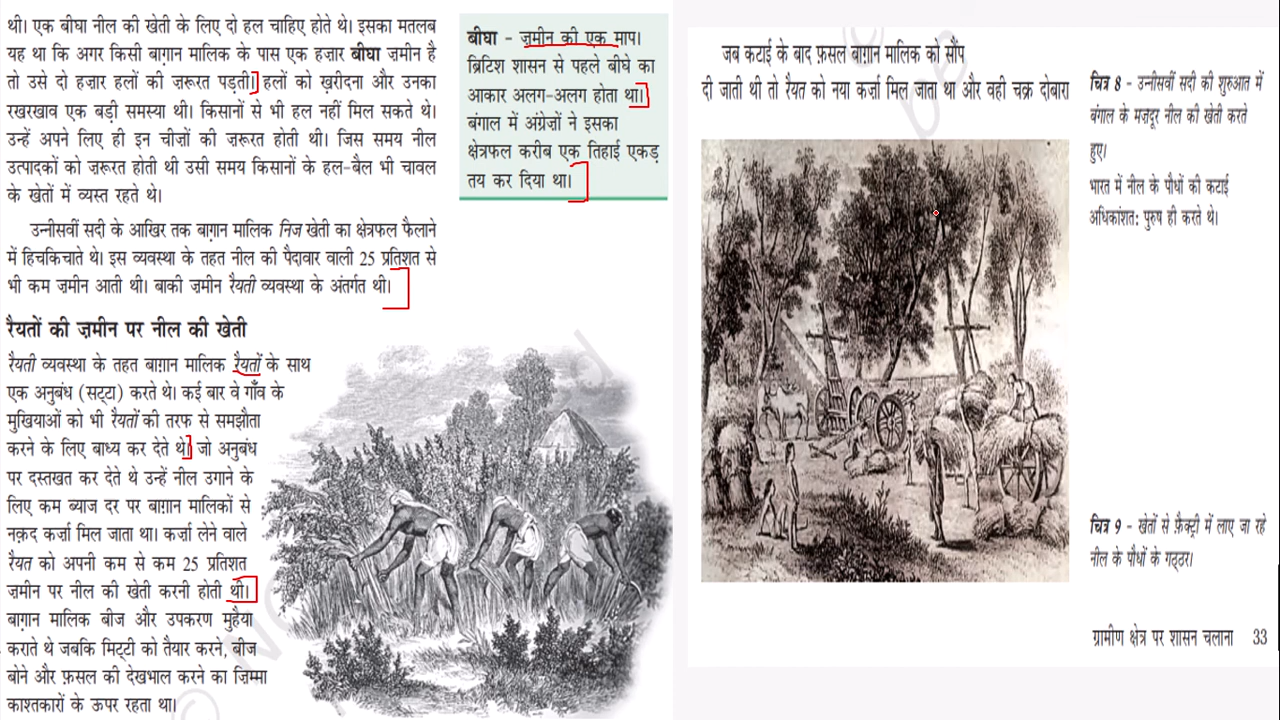 थी। एक बीघा नील की खेती के लिए दो हल चाहिए होते थे। इसका मतलब
यह था कि अगर किसी बाग़ान मालिक के पास एक हज़ार बीघा ज़मीन है
तो उसे दो हज़ार हलों की ज़रूरत पड़ती। हलों को ख़रीदना और उनका
रखरखाव एक बड़ी समस्या थी। किसानों से भी हल नहीं मिल सकते थे।
उन्हें अपने लिए ही इन चीज़ों की ज़रूरत होती थी। जिस समय नील
उत्पादकों को ज़रूरत होती थी उसी समय किसानों के हल-बैल भी चावल
के खेतों में व्यस्त रहते थे।
उन्नीसवीं सदी के आखिर तक बाग़ान मालिक निज खेती का क्षेत्रफल फैलाने
में हिचकिचाते थे। इस व्यवस्था के तहत नील की पैदावार वाली 25 प्रतिशत से
भी कम ज़मीन आती थी। बाकी ज़मीन रैयती व्यवस्था के अंतर्गत थी।
रैयतों की ज़मीन पर नील की खेती
रैयती व्यवस्था के तहत बाग़ान मालिक रैयतों के साथ
एक अनुबंध (सट्टा) करते थे। कई बार वे गाँव के
मुखियाओं को भी रैयतों की तरफ से समझौता
करने के लिए बाध्य कर देते थे। जो अनुबंध
पर दस्तखत कर देते थे उन्हें नील उगाने के
लिए कम ब्याज दर पर बाग़ान मालिकों से
नक़द कर्ज़ा मिल जाता था। कर्ज़ा लेने वाले
रैयत को अपनी कम से कम 25 प्रतिशत
ज़मीन पर नील की खेती करनी होती थी।
बाग़ान मालिक बीज और उपकरण मुहैया
कराते थे जबकि मिट्टी को तैयार करने, बीज
बोने और फ़सल की देखभाल करने का ज़िम्मा
काश्तकारों के ऊपर रहता था।
बीघा – ज़मीन की एक माप।
ब्रिटिश शासन से पहले बीघे का
आकार अलग-अलग होता था।
बंगाल में अंग्रेज़ों ने इसका
क्षेत्रफल करीब एक तिहाई एकड़
तय कर दिया था।
जब कटाई के बाद फ़सल बाग़ान मालिक को सौंप
दी जाती थी तो रैयत को नया कर्ज़ा मिल जाता था और वही चक्र दोबारा
चित्र 8 – उन्नीसवीं सदी की शुरुआत में
बंगाल के मज़दूर नील की खेती करते
हुए।
भारत में नील के पौधों की कटाई
अधिकांशतः पुरुष ही करते थे।
चित्र 9 – खेतों से फ़ैक्ट्री में लाए जा रहे
नील के पौधों के गट्ठर।
ग्रामीण क्षेत्र पर शासन चलाना 33